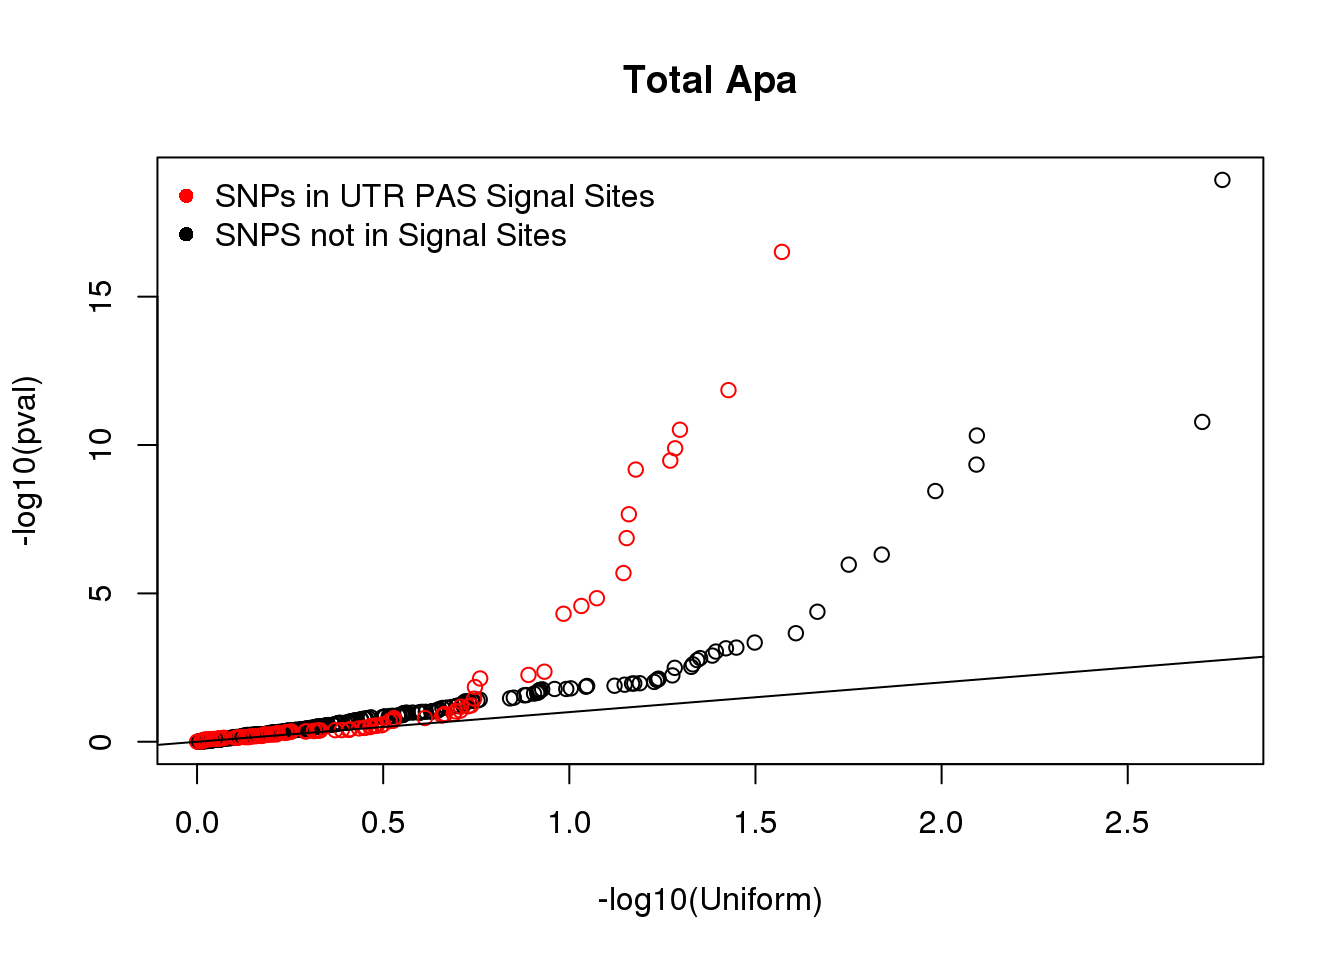 Total Apa
SNPs in UTR PAS Signal Sites
SNPS not in Signal Sites
-log10(pval)
15
10
5
0
0.0 0.5 1.0 1.5 2.0 2.5
-log10(Uniform)